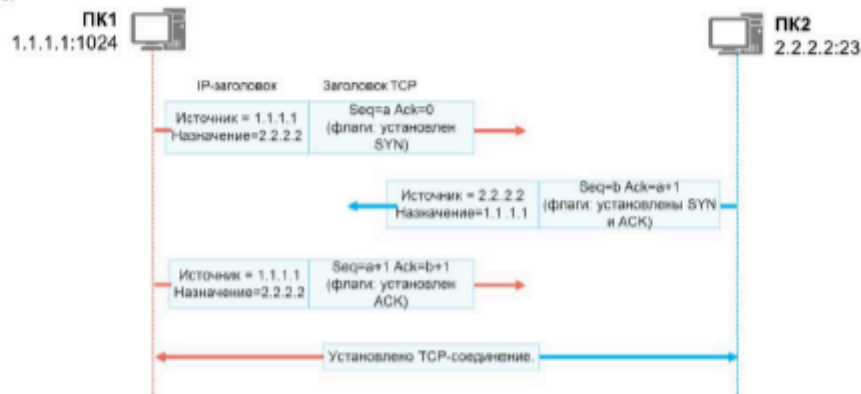 ПК1
1.1.1.1:1024
ПК2
2.2.2.2:23
IP-заголовок Заголовок TCP
Источник = 1.1.1.1
Назначение=2.2.2.2
Seq=a Ack=0
(флаги: установлен
SYN)
Источник = 2.2.2.2
Назначение=1.1.1.1
Seq=b Ack=a+1
(флаги: установлены SYN
и ACK)
Источник = 1.1.1.1
Назначение=2.2.2.2
Seq=a+1 Ack=b+1
(флаги: установлен
ACK)
Установлено TCP-соединение.